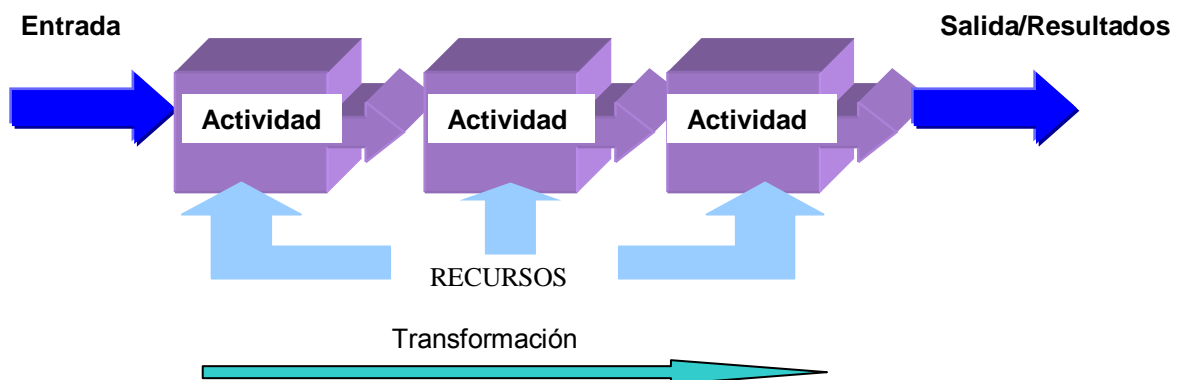 Entrada
Salida/Resultados
Actividad
Actividad
Actividad
RECURSOS
Transformación